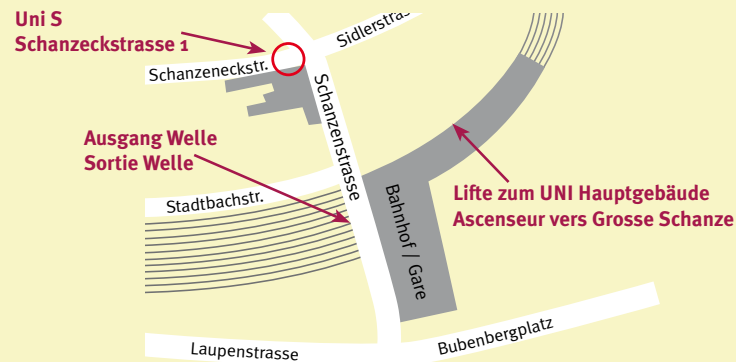 Uni S
Schanzeckstrasse 1
Sidlerstras
Schanzeneckstr.
Schanzenstrasse
Ausgang Welle
Sortie Welle
Lifte zum UNI Hauptgebäude
Ascenseur vers Grosse Schanze
Stadtbachstr.
Bahnhof / Gare
Laupenstrasse
Bubenbergplatz